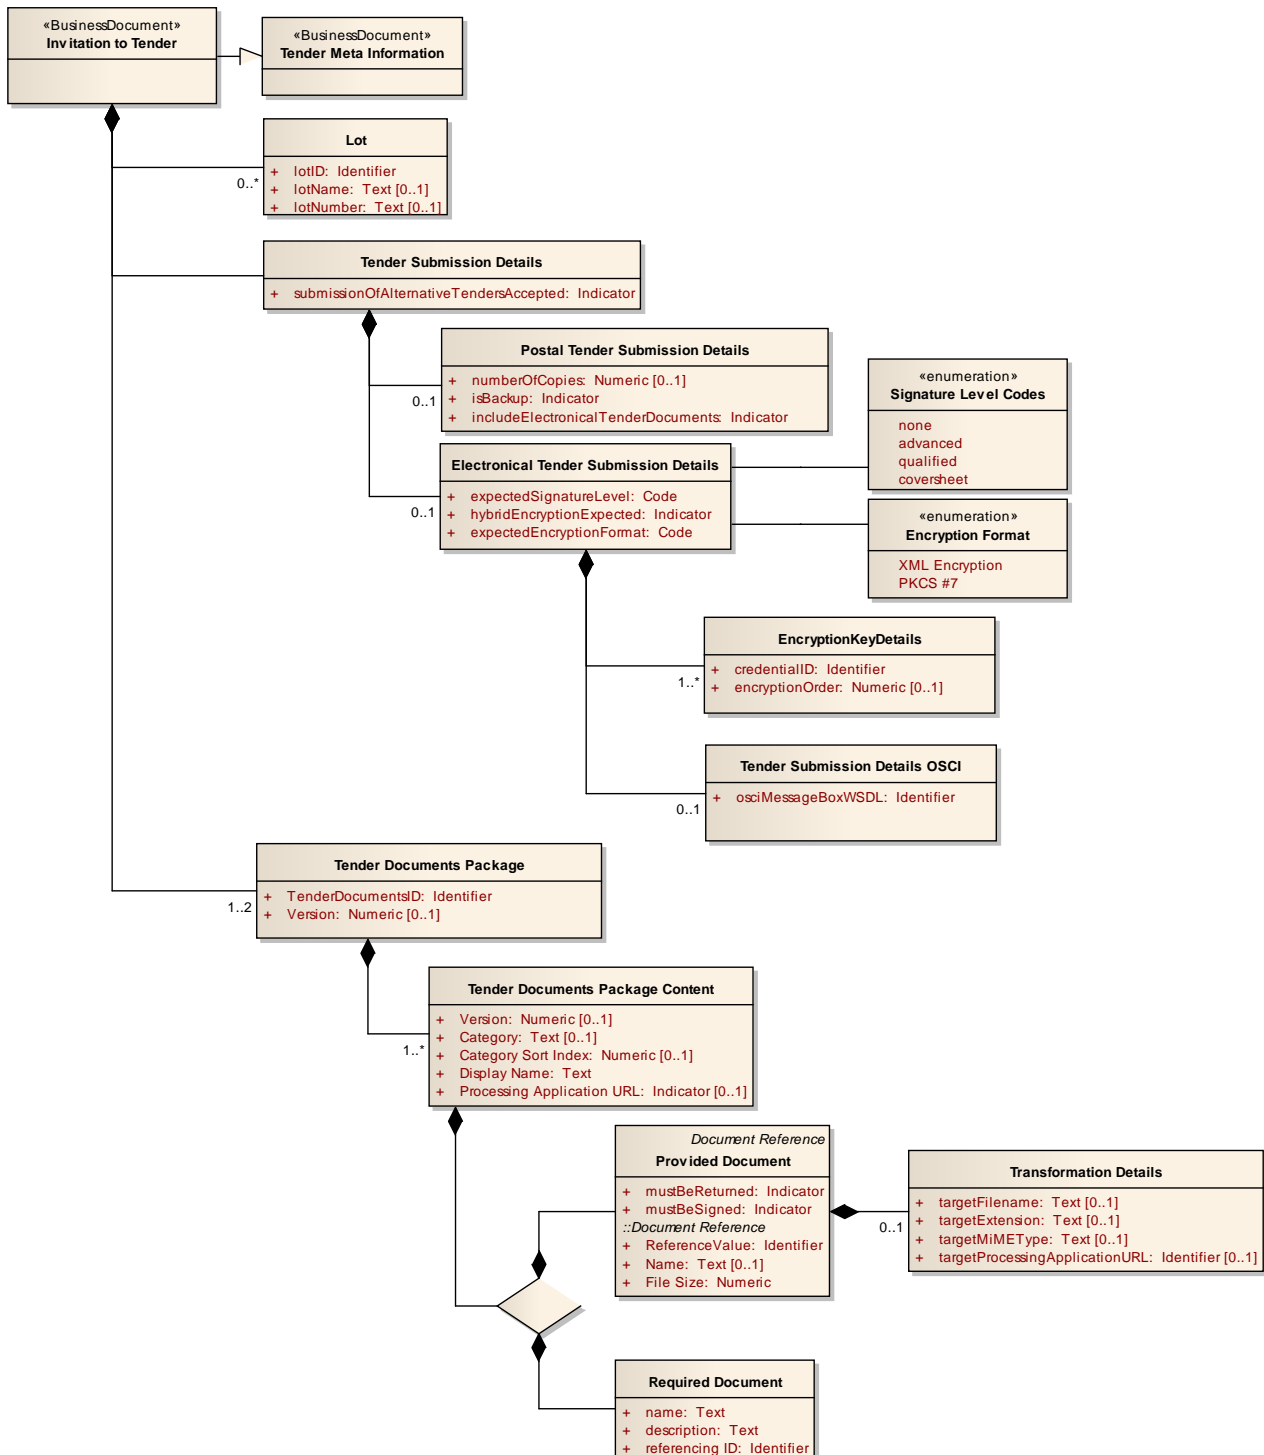 «BusinessDocument»
Invitation to Tender
«BusinessDocument»
Tender Meta Information
Lot
+ lotID: Identifier
+ lotName: Text [0..1]
+ lotNumber: Text [0..1]
0..*
Tender Submission Details
+ submissionOfAlternativeTendersAccepted: Indicator
Postal Tender Submission Details
+ numberOfCopies: Numeric [0..1]
+ isBackup: Indicator
+ includeElectronicalTenderDocuments: Indicator
0..1
«enumeration»
Signature Level Codes
none
advanced
qualified
coversheet
Electronical Tender Submission Details
+ expectedSignatureLevel: Code
+ hybridEncryptionExpected: Indicator
+ expectedEncryptionFormat: Code
0..1
«enumeration»
Encryption Format
XML Encryption
PKCS #7
EncryptionKeyDetails
+ credentialID: Identifier
+ encryptionOrder: Numeric [0..1]
1..*
Tender Submission Details OSCI
+ osciMessageBoxWSDL: Identifier
0..1
Tender Documents Package
+ TenderDocumentsID: Identifier
+ Version: Numeric [0..1]
1..2
Tender Documents Package Content
+ Version: Numeric [0..1]
+ Category: Text [0..1]
+ Category Sort Index: Numeric [0..1]
+ Display Name: Text
+ Processing Application URL: Indicator [0..1]
1..*
Document Reference
Provided Document
+ mustBeReturned: Indicator
+ mustBeSigned: Indicator
::Document Reference
+ ReferenceValue: Identifier
+ Name: Text [0..1]
+ File Size: Numeric
Transformation Details
+ targetFilename: Text [0..1]
+ targetExtension: Text [0..1]
+ targetMiMEType: Text [0..1]
+ targetProcessingApplicationURL: Identifier [0..1]
0..1
Required Document
+ name: Text
+ description: Text
+ referencing ID: Identifier